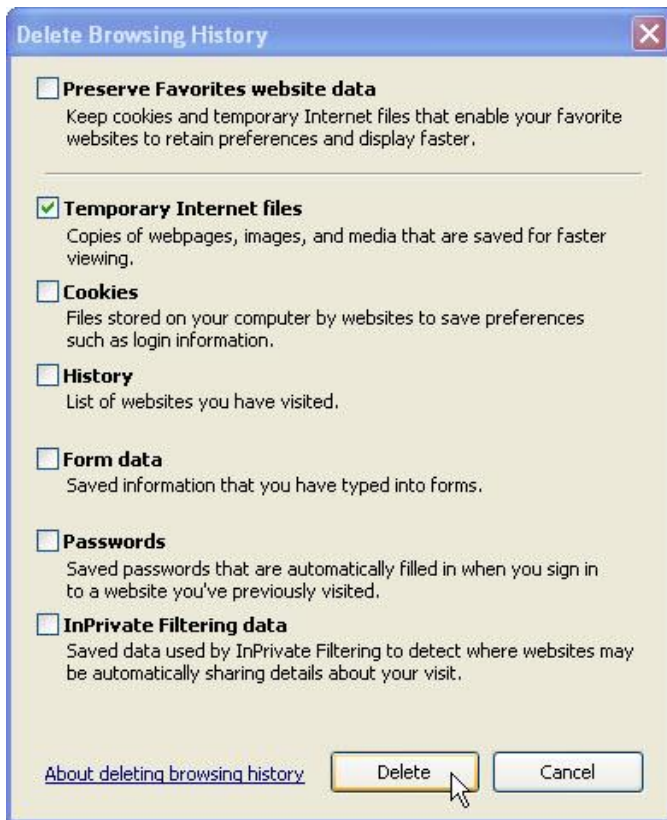 Delete Browsing History
Preserve Favorites website data
Keep cookies and temporary Internet files that enable your favorite
websites to retain preferences and display faster.
Temporary Internet files
Copies of webpages, images, and media that are saved for faster
viewing.
Cookies
Files stored on your computer by websites to save preferences
such as login information.
History
List of websites you have visited.
Form data
Saved information that you have typed into forms.
Passwords
Saved passwords that are automatically filled in when you sign in
to a website you've previously visited.
InPrivate Filtering data
Saved data used by InPrivate Filtering to detect where websites may
be automatically sharing details about your visit.
About deleting browsing history Delete Cancel